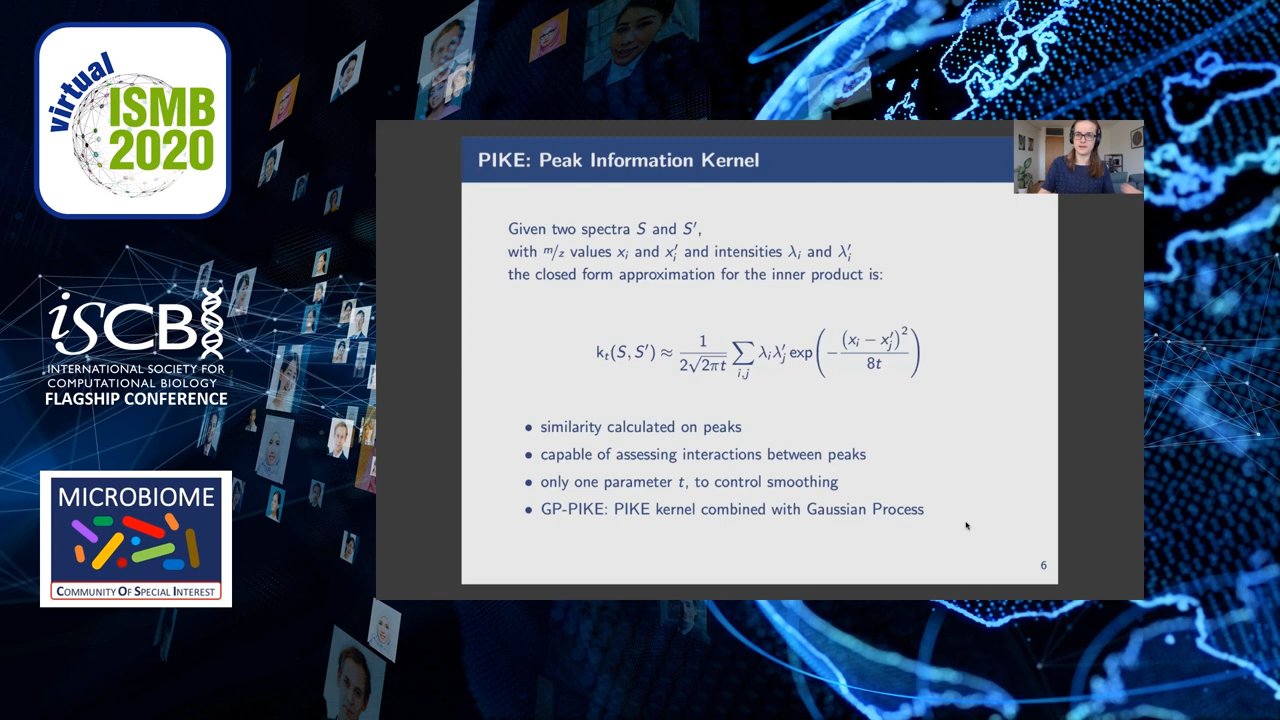 virtual
ISMB
2020
iSCB
INTERNATIONAL SOCIETY FOR
COMPUTATIONAL BIOLOGY
FLAGSHIP CONFERENCE
MICROBIOME
COMMUNITY OF SPECIAL INTEREST
PIKE: Peak Information Kernel
Given two spectra S and S′,
with m/z values xᵢ and x′ᵢ and intensities λᵢ and λ′ᵢ
the closed form approximation for the inner product is:
kₜ(S, S′) ≈ 1/(2√(2πt)) ∑_{i,j} λᵢλ′ⱼ exp(−(xᵢ − x′ⱼ)²/8t)
• similarity calculated on peaks
• capable of assessing interactions between peaks
• only one parameter t, to control smoothing
• GP-PIKE: PIKE kernel combined with Gaussian Process
6